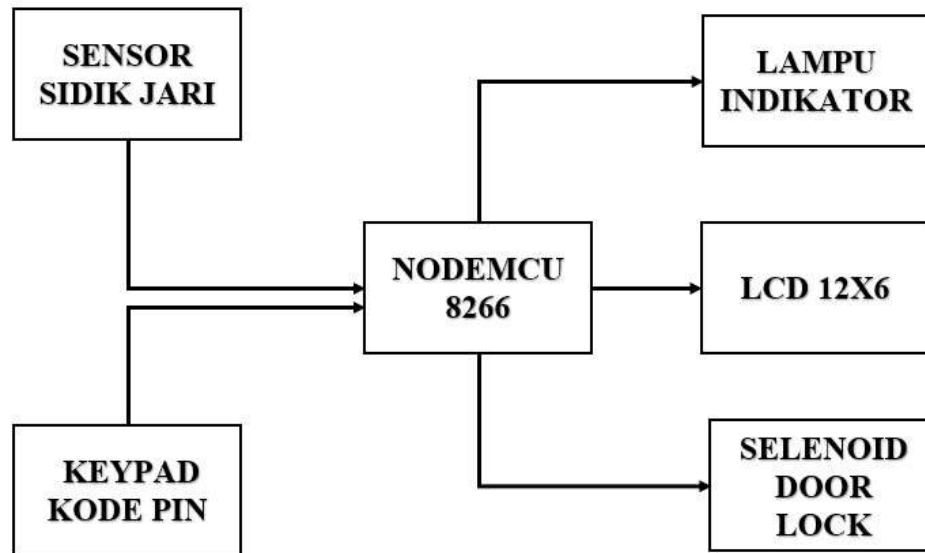 SENSOR
SIDIK JARI
LAMPU
INDIKATOR
NODEMCU
8266
LCD 12X6
KEYPAD
KODE PIN
SELENOID
DOOR
LOCK